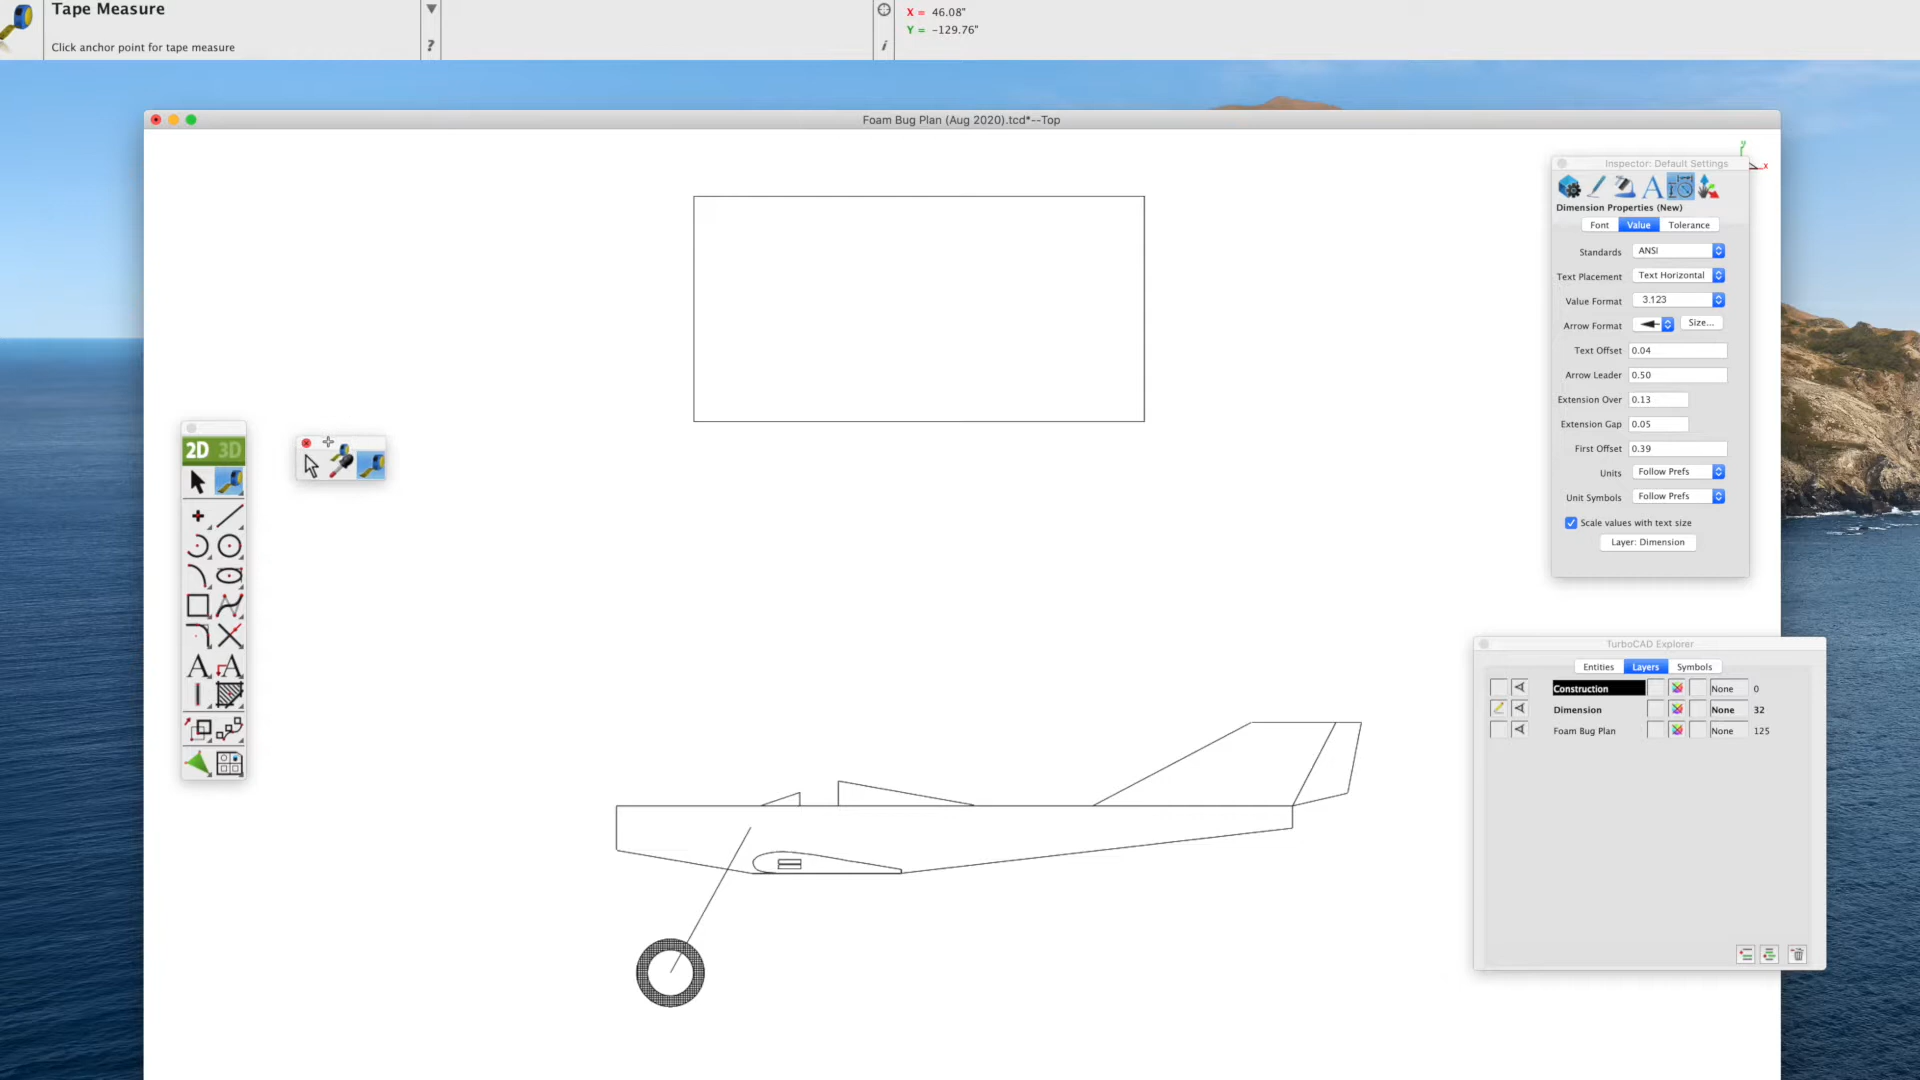 Tape Measure
Click anchor point for tape measure
?
i
X = 46.08"
Y = -129.76"
Foam Bug Plan (Aug 2020).tcd*--Top
y
x
Inspector: Default Settings
Dimension Properties (New)
Font Value Tolerance
Standards ANSI
Text Placement Text Horizontal
Value Format 3.123
Arrow Format Size...
Text Offset 0.04
Arrow Leader 0.50
Extension Over 0.13
Extension Gap 0.05
First Offset 0.39
Units Follow Prefs
Unit Symbols Follow Prefs
Scale values with text size
Layer: Dimension
2D 3D
A A
TurboCAD Explorer
Entities Layers Symbols
Construction None 0
Dimension None 32
Foam Bug Plan None 125